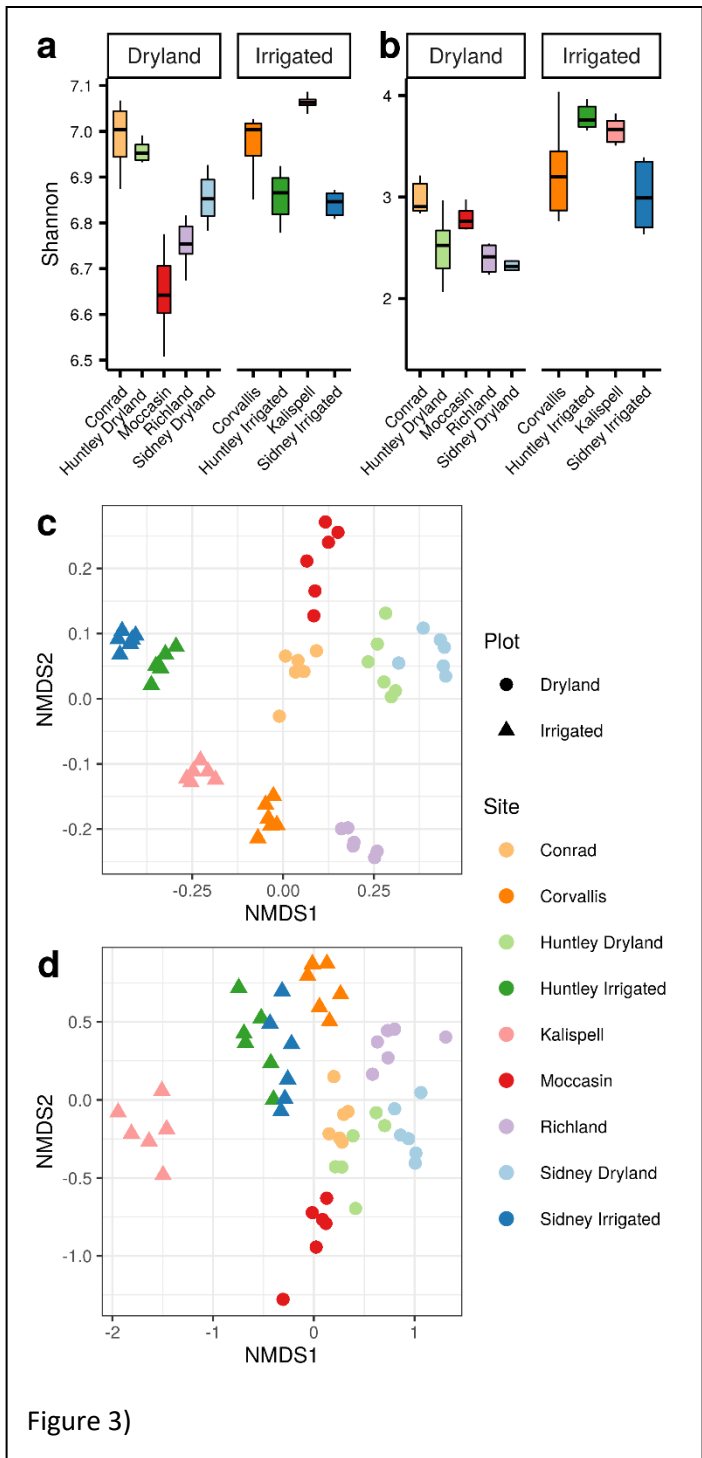 a
Dryland
Irrigated
b
Dryland
Irrigated
Shannon
7.1
7.0
6.9
6.8
6.7
6.6
6.5
4
3
2
Conrad
Huntley Dryland
Moccasin
Richland
Sidney Dryland
Corvallis
Huntley Irrigated
Kalispell
Sidney Irrigated
Conrad
Huntley Dryland
Moccasin
Richland
Sidney Dryland
Corvallis
Huntley Irrigated
Kalispell
Sidney Irrigated
c
NMDS2
0.2
0.1
0.0
-0.1
-0.2
-0.25
0.00
0.25
NMDS1
Plot
Dryland
Irrigated
Site
Conrad
Corvallis
Huntley Dryland
Huntley Irrigated
Kalispell
Moccasin
Richland
Sidney Dryland
Sidney Irrigated
d
NMDS2
0.5
0.0
-0.5
-1.0
-2
-1
0
1
NMDS1
Figure 3)